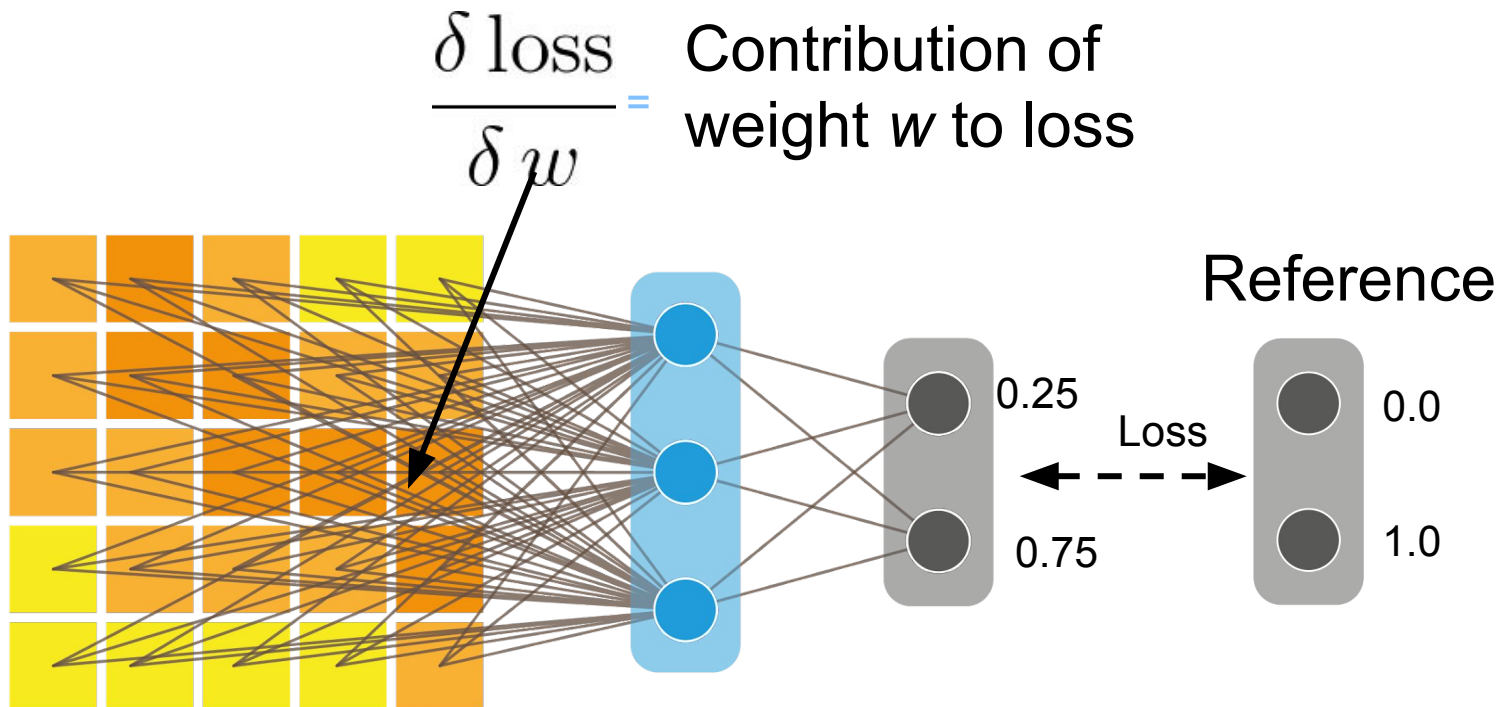 δ loss
δ w
=
Contribution of
weight w to loss
Reference
0.25
0.75
Loss
0.0
1.0